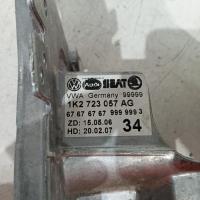 Audi SEAT
VWA Germany 99999
1K2 723 057 AG
67 67 67 67 999 999 3
ZD: 15.05.06 34
HD: 20.02.07